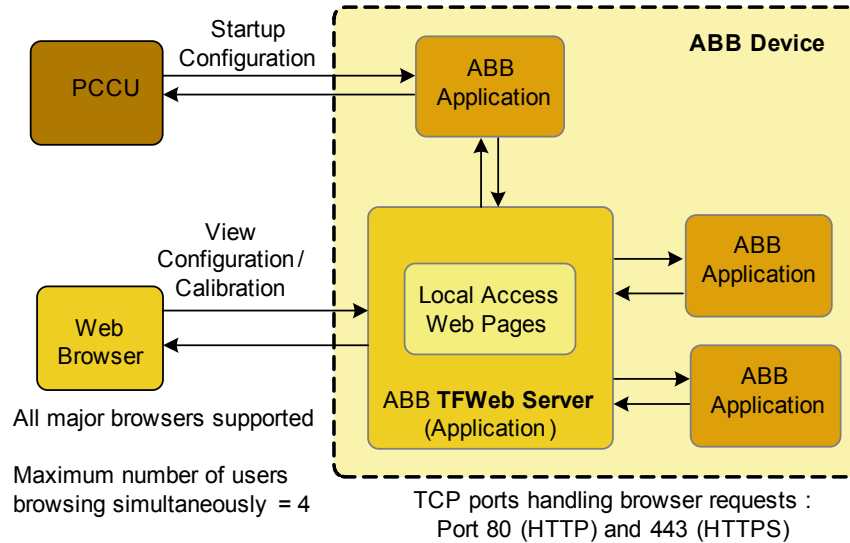 Startup
Configuration
PCCU
ABB Device
ABB
Application
View
Configuration/
Calibration
Web
Browser
Local Access
Web Pages
ABB TFWeb Server
(Application)
ABB
Application
ABB
Application
All major browsers supported
Maximum number of users
browsing simultaneously = 4
TCP ports handling browser requests :
Port 80 (HTTP) and 443 (HTTPS)